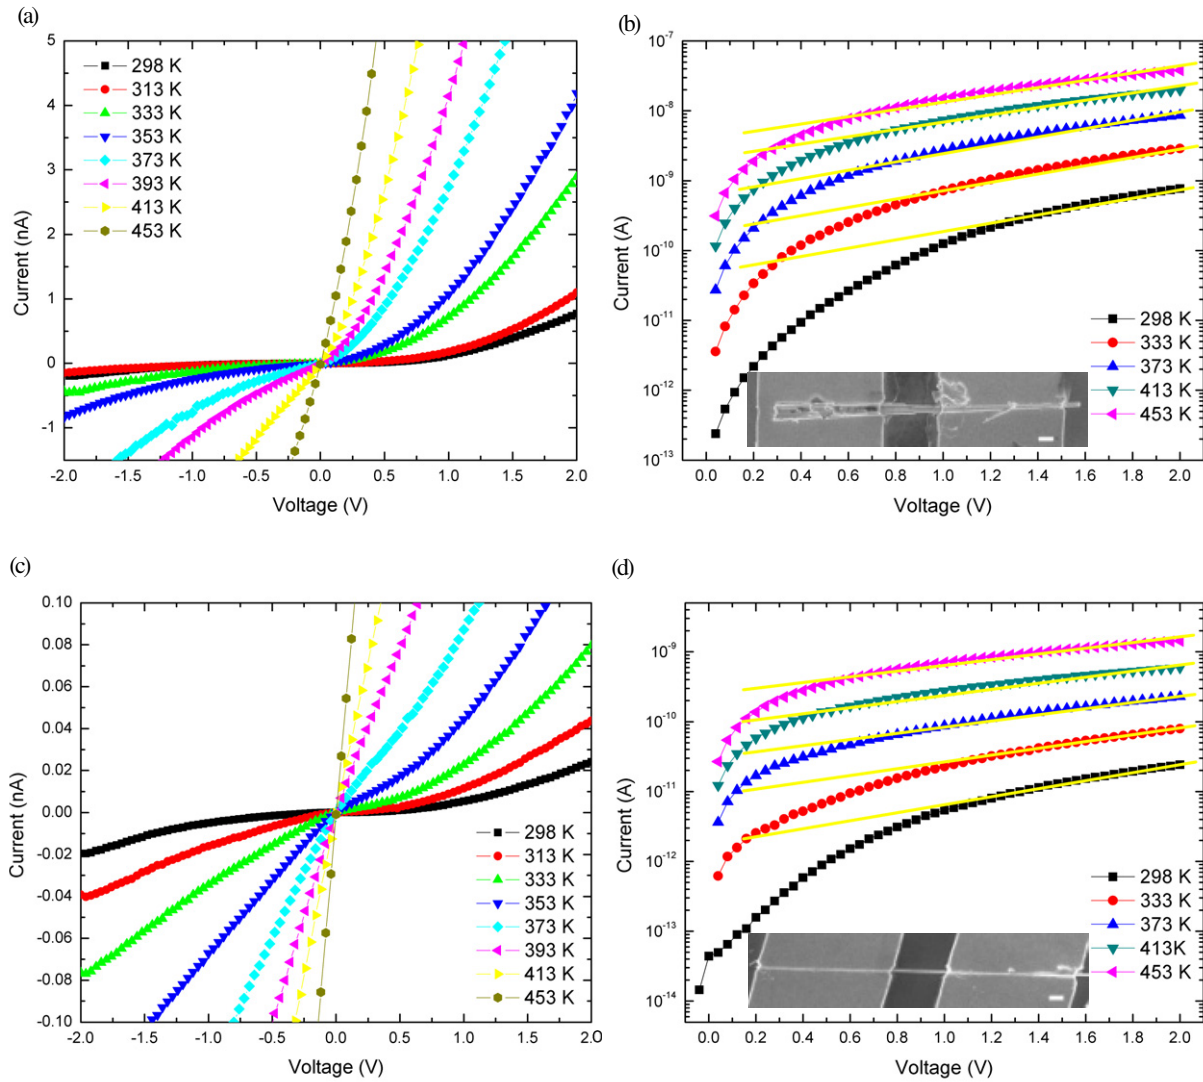 (a)
5
4
3
2
1
0
-1
-2.0 -1.5 -1.0 -0.5 0.0 0.5 1.0 1.5 2.0
Current (nA)
Voltage (V)
298 K
313 K
333 K
353 K
373 K
393 K
413 K
453 K
(b)
10-7
10-8
10-9
10-10
10-11
10-12
10-13
0.0 0.2 0.4 0.6 0.8 1.0 1.2 1.4 1.6 1.8 2.0
Current (A)
Voltage (V)
298 K
333 K
373 K
413 K
453 K
(c)
0.10
0.08
0.06
0.04
0.02
0.00
-0.02
-0.04
-0.06
-0.08
-0.10
-2.0 -1.5 -1.0 -0.5 0.0 0.5 1.0 1.5 2.0
Current (nA)
Voltage (V)
298 K
313 K
333 K
353 K
373 K
393 K
413 K
453 K
(d)
10-9
10-10
10-11
10-12
10-13
10-14
0.0 0.2 0.4 0.6 0.8 1.0 1.2 1.4 1.6 1.8 2.0
Current (A)
Voltage (V)
298 K
333 K
373 K
413K
453 K